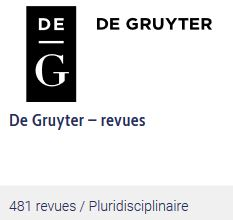 DE
G
DE GRUYTER
De Gruyter – revues
481 revues / Pluridisciplinaire